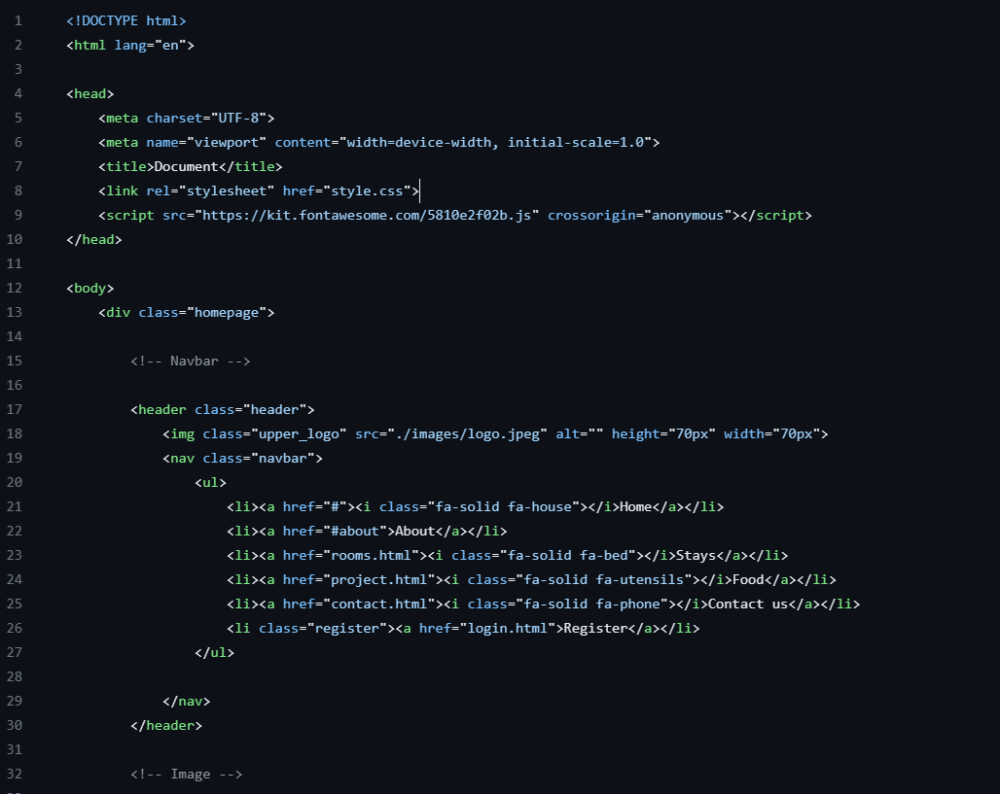 1 <!DOCTYPE html>
2 <html lang="en">
3
4 <head>
5     <meta charset="UTF-8">
6     <meta name="viewport" content="width=device-width, initial-scale=1.0">
7     <title>Document</title>
8     <link rel="stylesheet" href="style.css">
9     <script src="https://kit.fontawesome.com/5810e2f02b.js" crossorigin="anonymous"></script>
10 </head>
11
12 <body>
13     <div class="homepage">
14
15         <!-- Navbar -->
16
17         <header class="header">
18             <img class="upper_logo" src="./images/logo.jpeg" alt="" height="70px" width="70px">
19             <nav class="navbar">
20                 <ul>
21                     <li><a href="#"><i class="fa-solid fa-house"></i>Home</a></li>
22                     <li><a href="#about">About</a></li>
23                     <li><a href="rooms.html"><i class="fa-solid fa-bed"></i>Stays</a></li>
24                     <li><a href="project.html"><i class="fa-solid fa-utensils"></i>Food</a></li>
25                     <li><a href="contact.html"><i class="fa-solid fa-phone"></i>Contact us</a></li>
26                     <li class="register"><a href="login.html">Register</a></li>
27                 </ul>
28
29             </nav>
30         </header>
31
32         <!-- Image -->